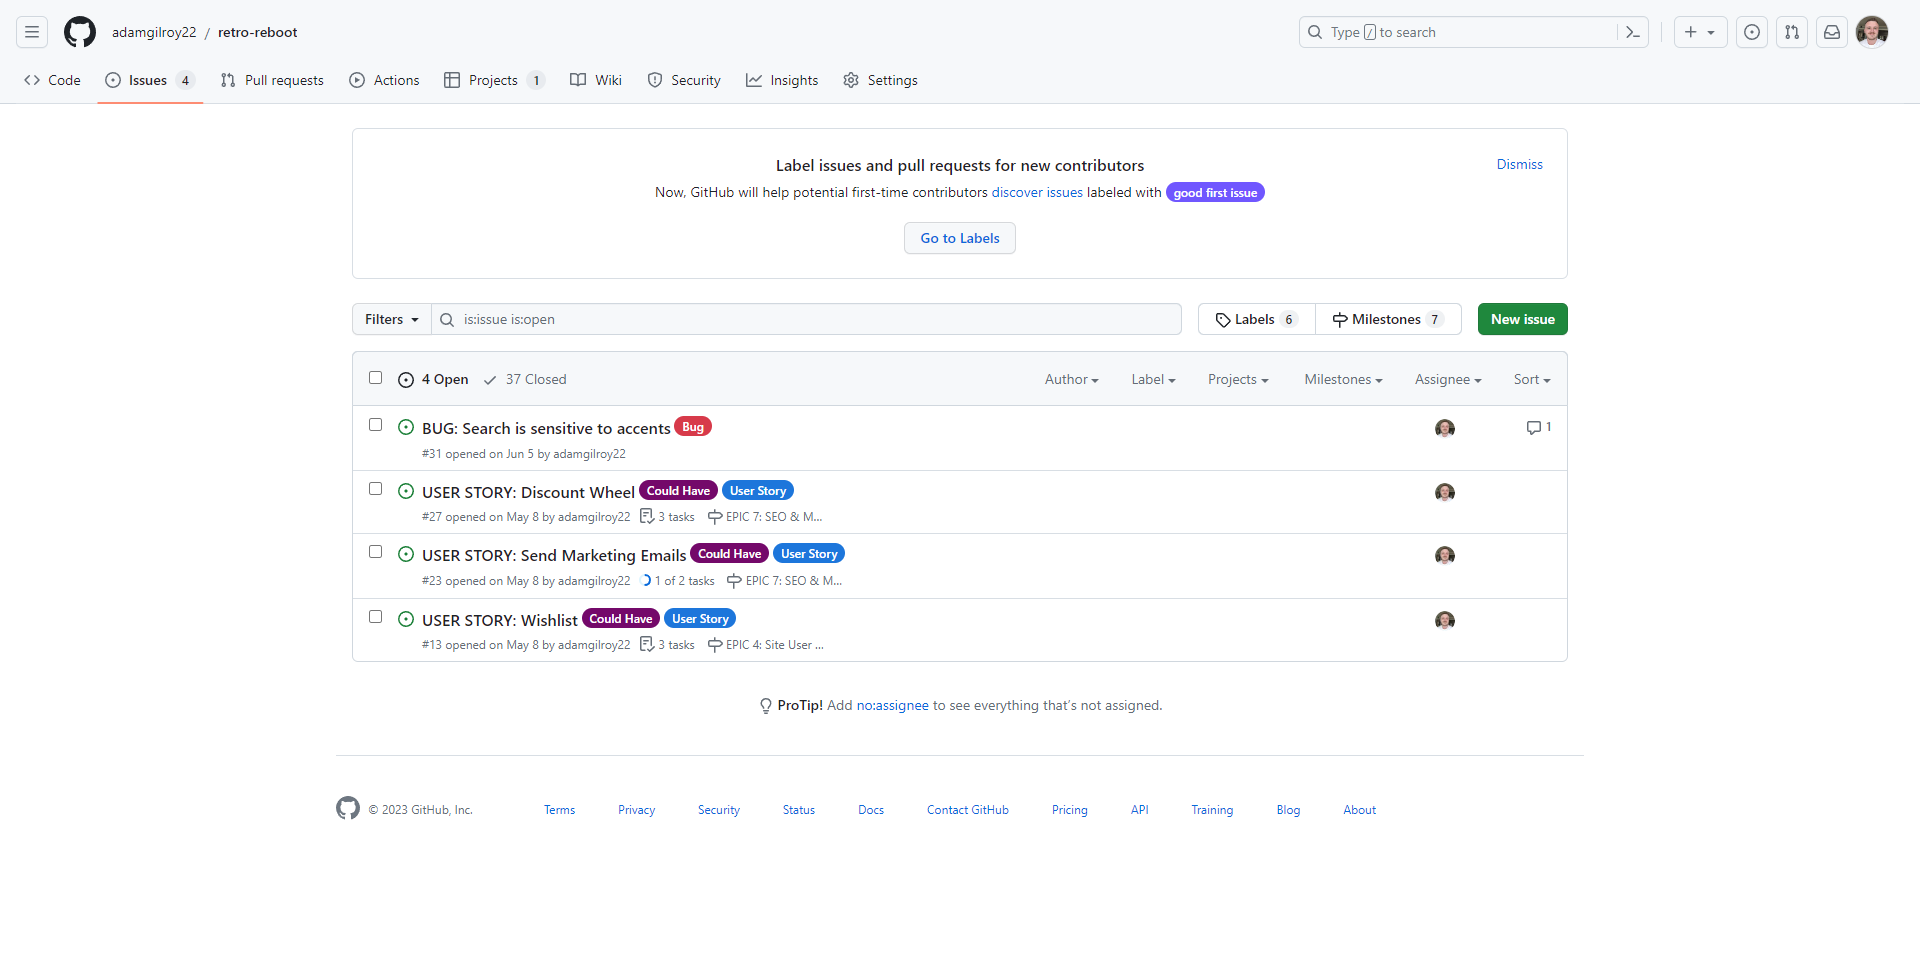 adamgilroy22 / retro-reboot
Type / to search
Code
Issues 4
Pull requests
Actions
Projects 1
Wiki
Security
Insights
Settings
Label issues and pull requests for new contributors
Dismiss
Now, GitHub will help potential first-time contributors discover issues labeled with good first issue
Go to Labels
Filters
is:issue is:open
Labels 6
Milestones 7
New issue
4 Open
37 Closed
Author
Label
Projects
Milestones
Assignee
Sort
BUG: Search is sensitive to accents Bug
1
#31 opened on Jun 5 by adamgilroy22
USER STORY: Discount Wheel Could Have User Story
#27 opened on May 8 by adamgilroy22 3 tasks EPIC 7: SEO & M...
USER STORY: Send Marketing Emails Could Have User Story
#23 opened on May 8 by adamgilroy22 1 of 2 tasks EPIC 7: SEO & M...
USER STORY: Wishlist Could Have User Story
#13 opened on May 8 by adamgilroy22 3 tasks EPIC 4: Site User ...
ProTip! Add no:assignee to see everything that's not assigned.
© 2023 GitHub, Inc.
Terms
Privacy
Security
Status
Docs
Contact GitHub
Pricing
API
Training
Blog
About